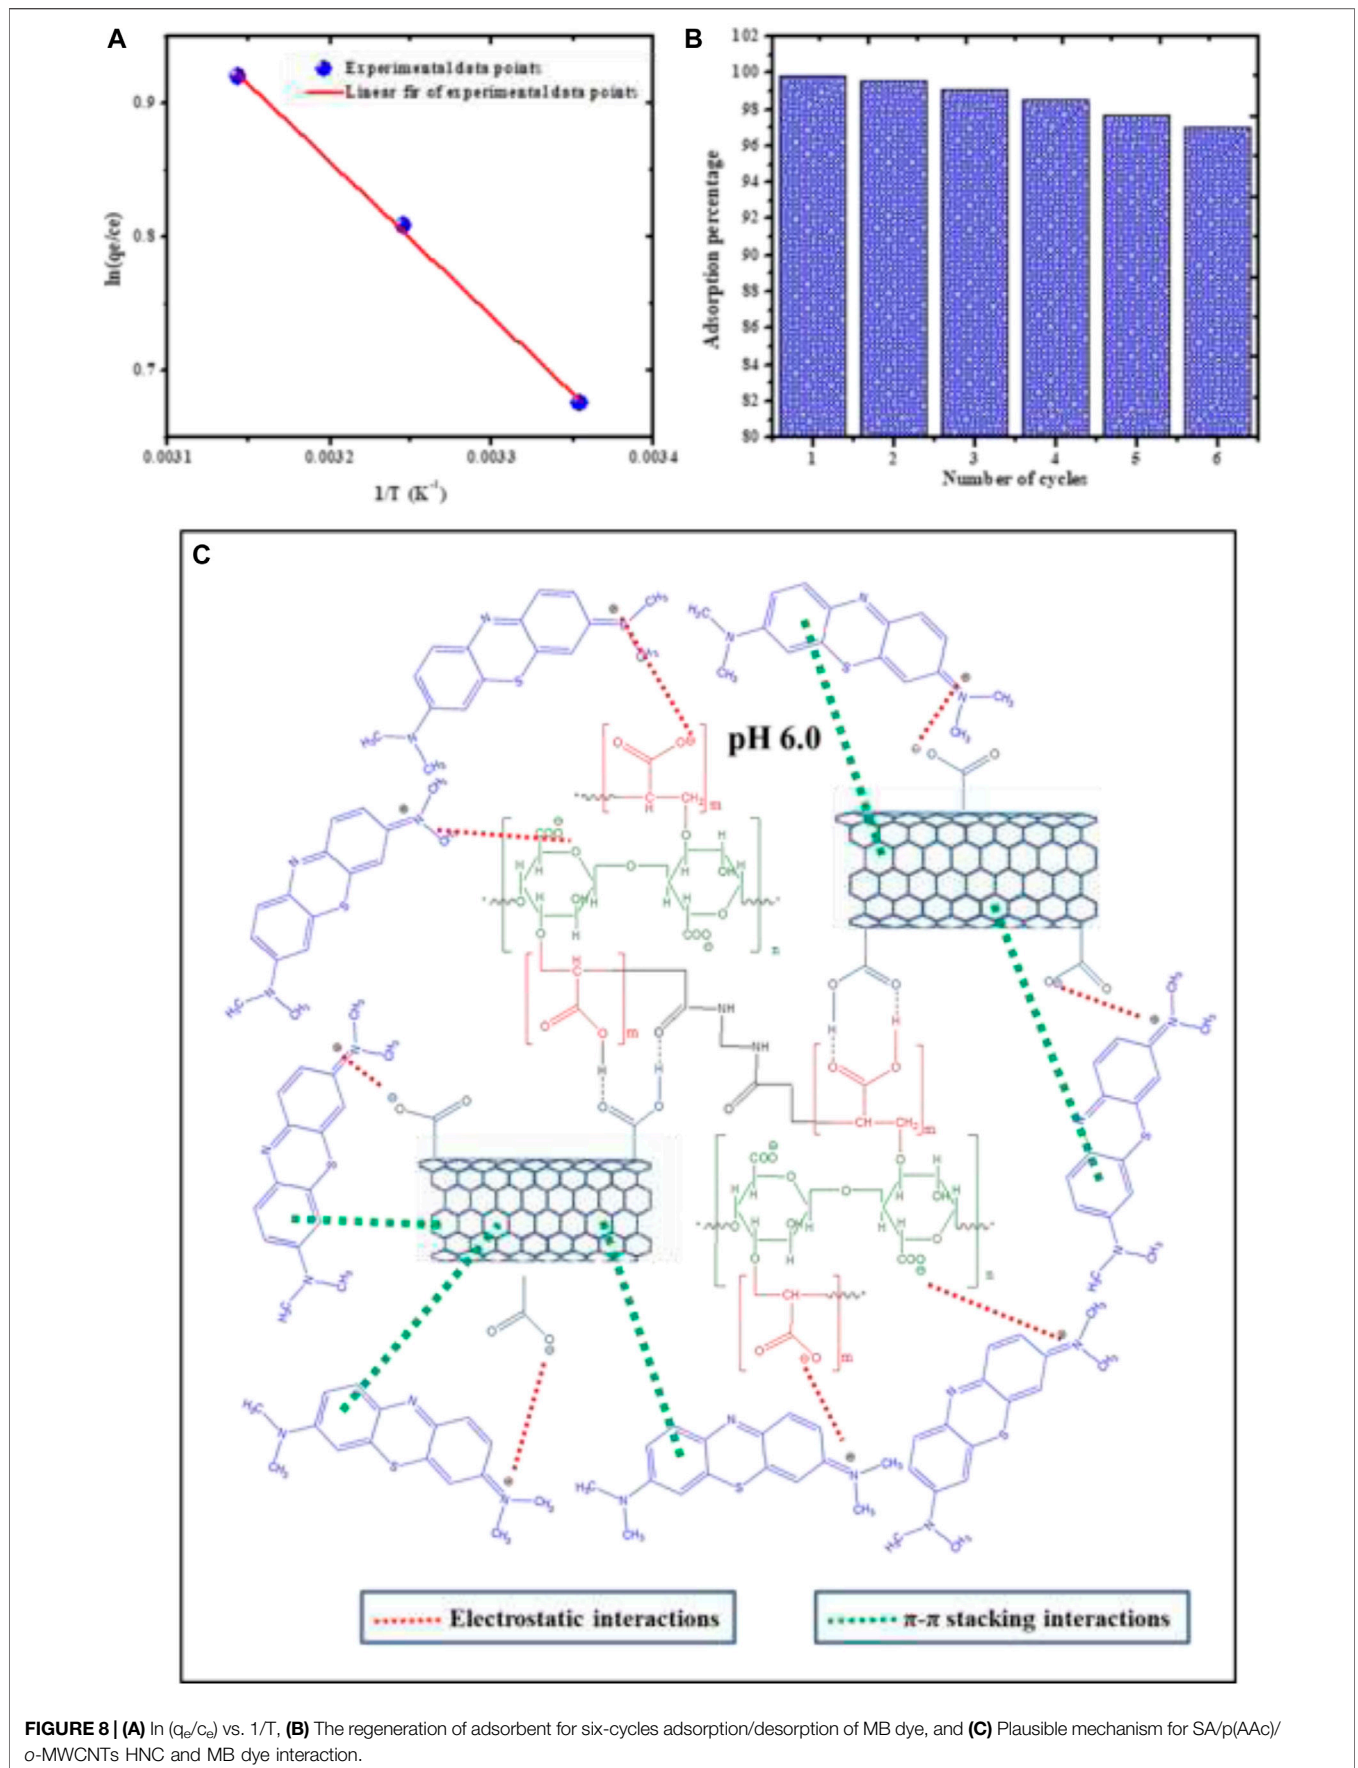 A
Experimental data points
Linear fir of experimental data points
0.9
0.8
0.7
ln(qe/ce)
0.0031 0.0032 0.0033 0.0034
1/T (K⁻¹)
B
102
100
98
96
94
92
90
88
86
84
82
80
Adsorption percentage
1 2 3 4 5 6
Number of cycles
C
pH 6.0
Electrostatic interactions
π-π stacking interactions
FIGURE 8 | (A) ln (qₑ/cₑ) vs. 1/T, (B) The regeneration of adsorbent for six-cycles adsorption/desorption of MB dye, and (C) Plausible mechanism for SA/p(AAc)/
o-MWCNTs HNC and MB dye interaction.